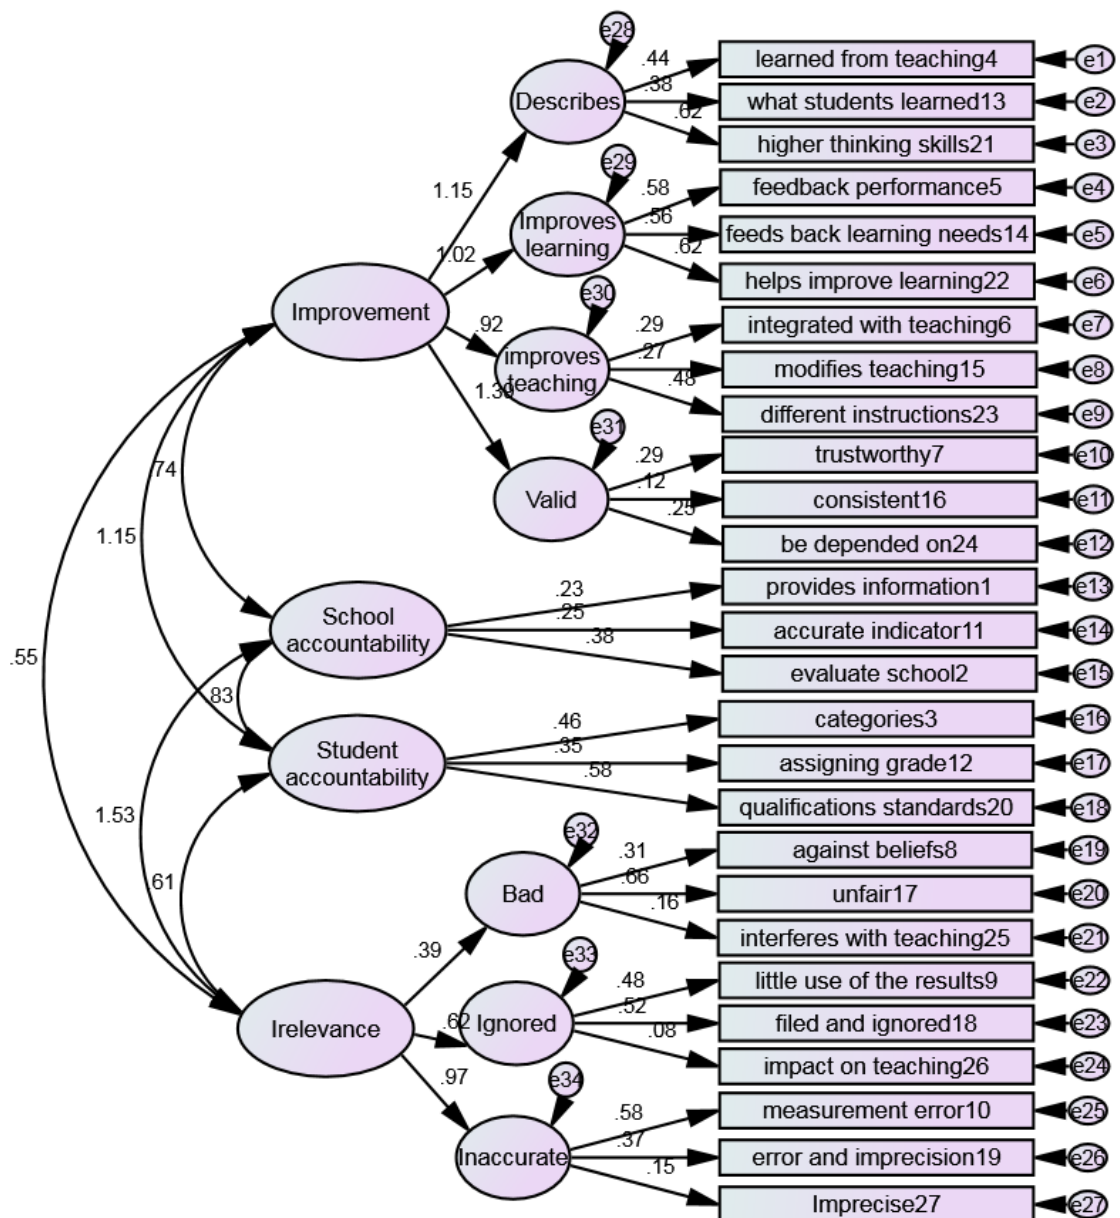 e28
.44
learned from teaching4
e1
Describes
.38
what students learned13
e2
.62
higher thinking skills21
e3
e29
1.15
.58
feedback performance5
e4
Improves
learning
.56
feeds back learning needs14
e5
1.02
.62
helps improve learning22
e6
e30
Improvement
.92
.29
integrated with teaching6
e7
improves
teaching
.27
modifies teaching15
e8
1.39
.48
different instructions23
e9
e31
.29
trustworthy7
e10
.74
Valid
.12
consistent16
e11
1.15
.25
be depended on24
e12
.23
provides information1
e13
School
accountability
.25
accurate indicator11
e14
.55
.38
evaluate school2
e15
.83
.46
categories3
e16
Student
accountability
.35
assigning grade12
e17
.58
qualifications standards20
e18
1.53
e32
.31
against beliefs8
e19
.61
Bad
.66
unfair17
e20
.39
.16
interferes with teaching25
e21
e33
.48
little use of the results9
e22
Irelevance
.62
Ignored
.52
filed and ignored18
e23
.08
impact on teaching26
e24
.97
e34
.58
measurement error10
e25
Inaccurate
.37
error and imprecision19
e26
.15
Imprecise27
e27